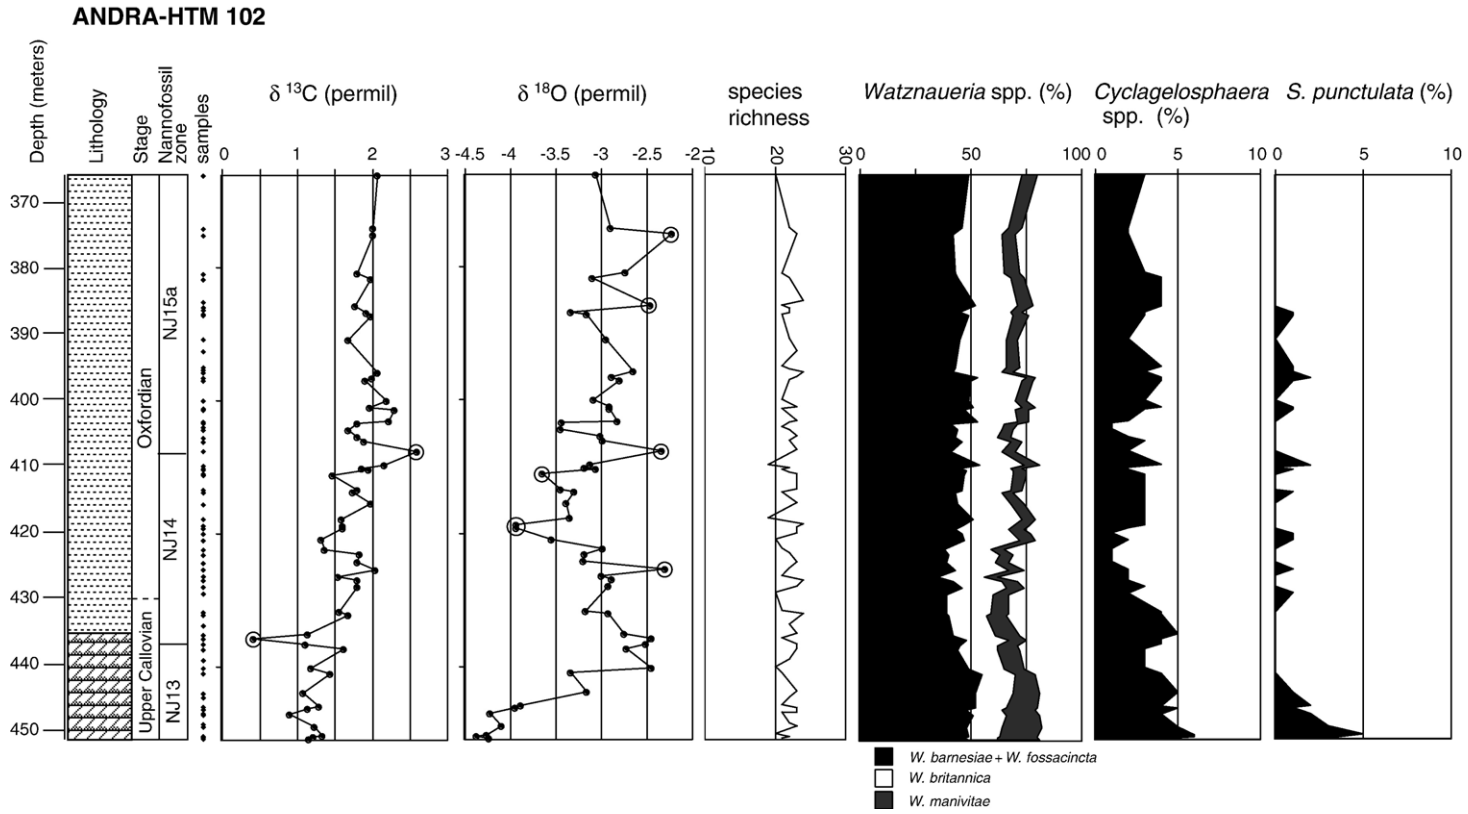 ANDRA-HTM 102
Depth (meters)
Lithology
Stage
Nannofossil
zone
samples
δ 13C (permil)
δ 18O (permil)
species
richness
Watznaueria spp. (%)
Cyclagelosphaera
spp. (%)
S. punctulata (%)
0 1 2 3
-4.5 -4 -3.5 -3 -2.5 -2
10 20 30
0 50 100
0 5 10
0 5 10
370
380
390
400
410
420
430
440
450
Oxfordian
Upper Callovian
NJ15a
NJ14
NJ13
W. barnesiae + W. fossacincta
W. britannica
W. manivitae